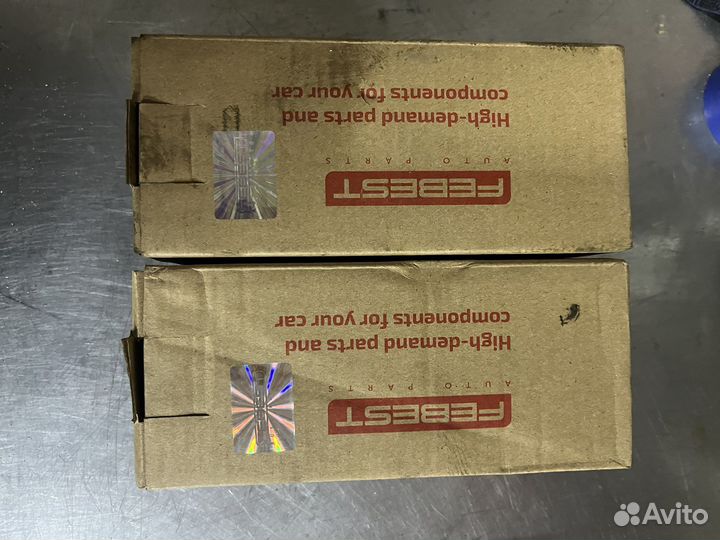 FEBEST
AUTO PARTS
High-demand parts and
components for your car
FEBEST
AUTO PARTS
High-demand parts and
components for your car
Avito